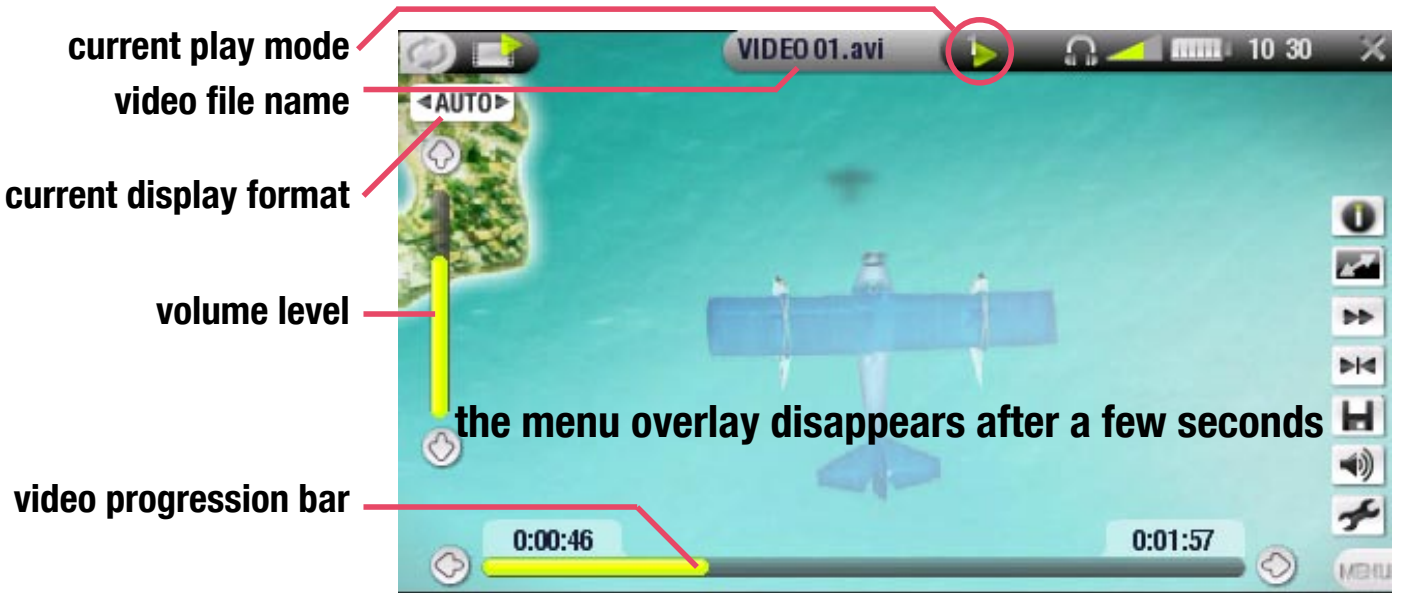 current play mode
VIDEO 01.avi
1
10 30
video file name
AUTO
current display format
volume level
the menu overlay disappears after a few seconds
video progression bar
0:00:46
0:01:57
MENU